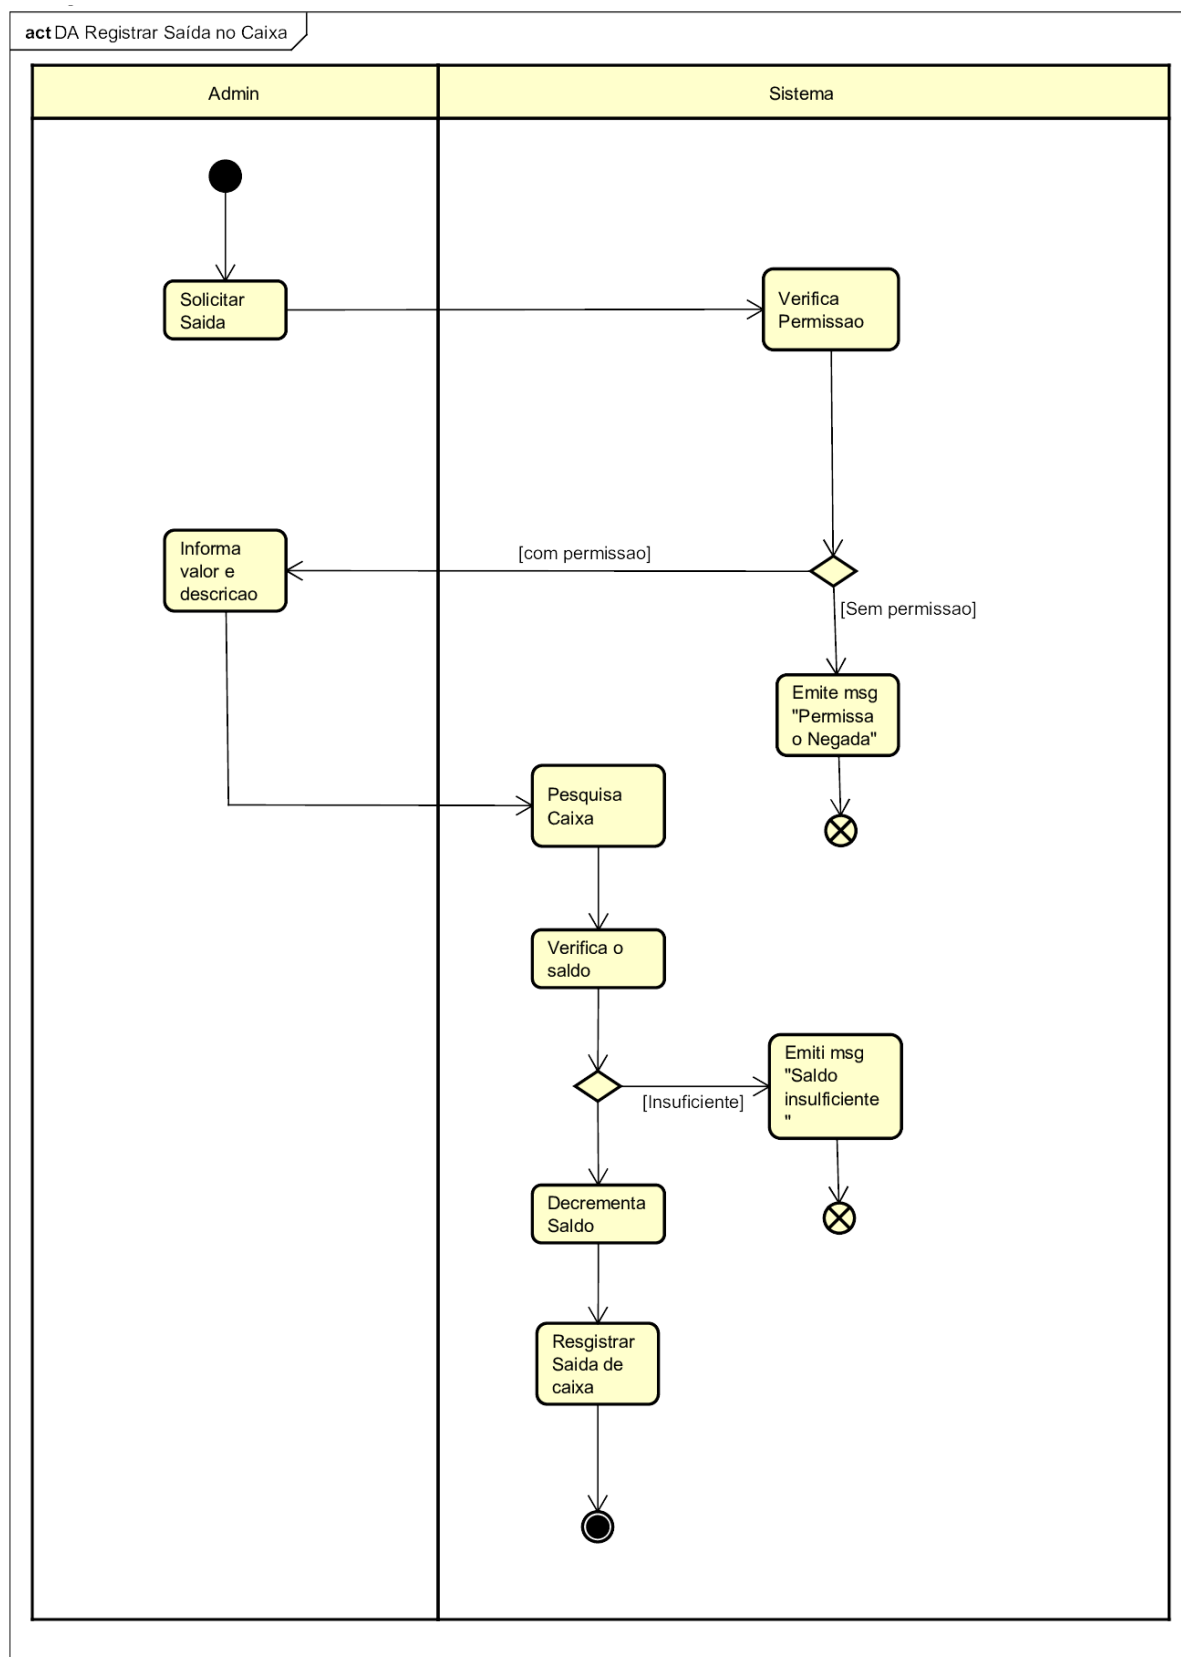 act DA Registrar Saída no Caixa
Admin
Sistema
Solicitar
Saida
Verifica
Permissao
Informa
valor e
descricao
[com permissao]
[Sem permissao]
Emite msg
"Permissa
o Negada"
Pesquisa
Caixa
Verifica o
saldo
Emiti msg
"Saldo
insulficiente
"
[Insuficiente]
Decrementa
Saldo
Resgistrar
Saida de
caixa